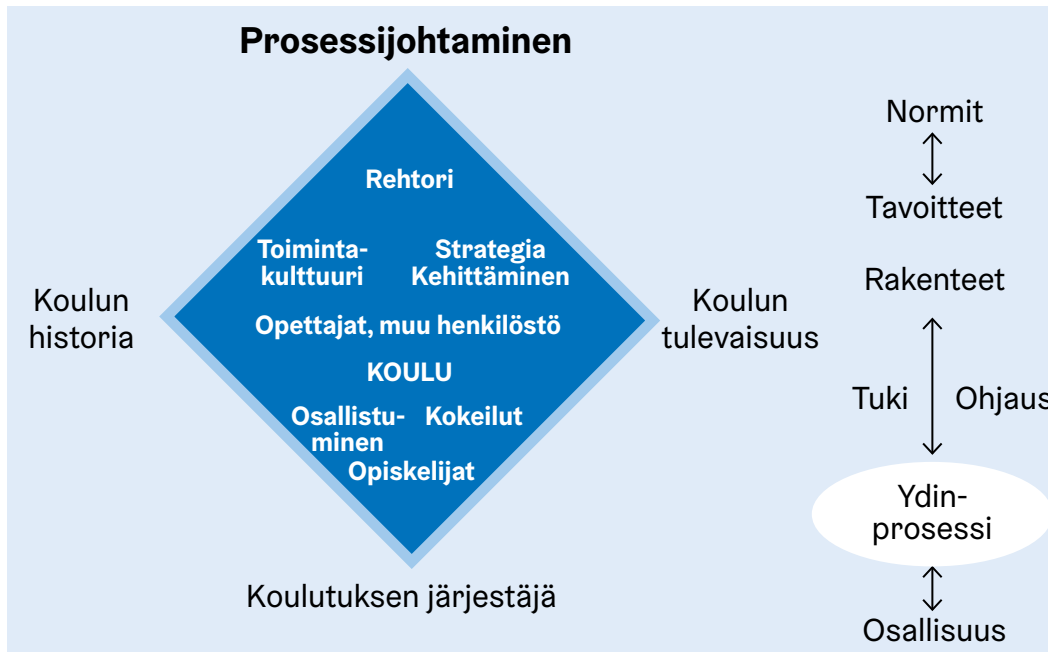 Prosessijohtaminen
Rehtori
Toiminta-
kulttuuri
Strategia
Kehittäminen
Opettajat, muu henkilöstö
KOULU
Osallistu-
minen
Kokeilut
Opiskelijat
Koulun
historia
Koulun
tulevaisuus
Koulutuksen järjestäjä
Normit
Tavoitteet
Rakenteet
Tuki
Ohjaus
Ydin-
prosessi
Osallisuus